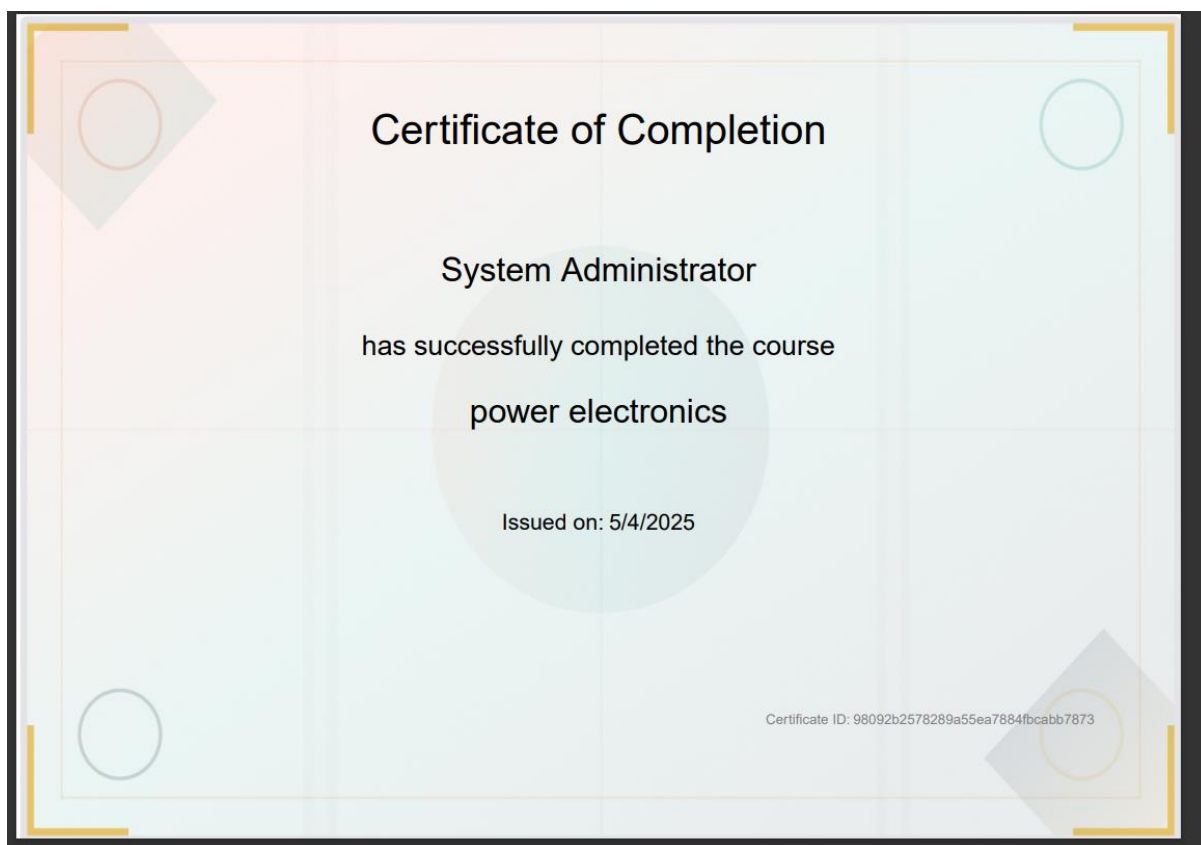 Certificate of Completion
System Administrator
has successfully completed the course
power electronics
Issued on: 5/4/2025
Certificate ID: 98092b2578289a55ea7884fbcabb7873